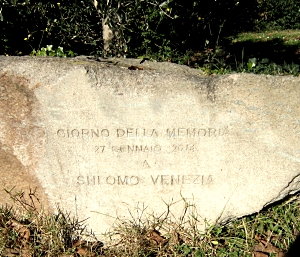 GIORNO DELLA MEMORIA
27 GENNAIO
A
SHLOMO VENEZIA